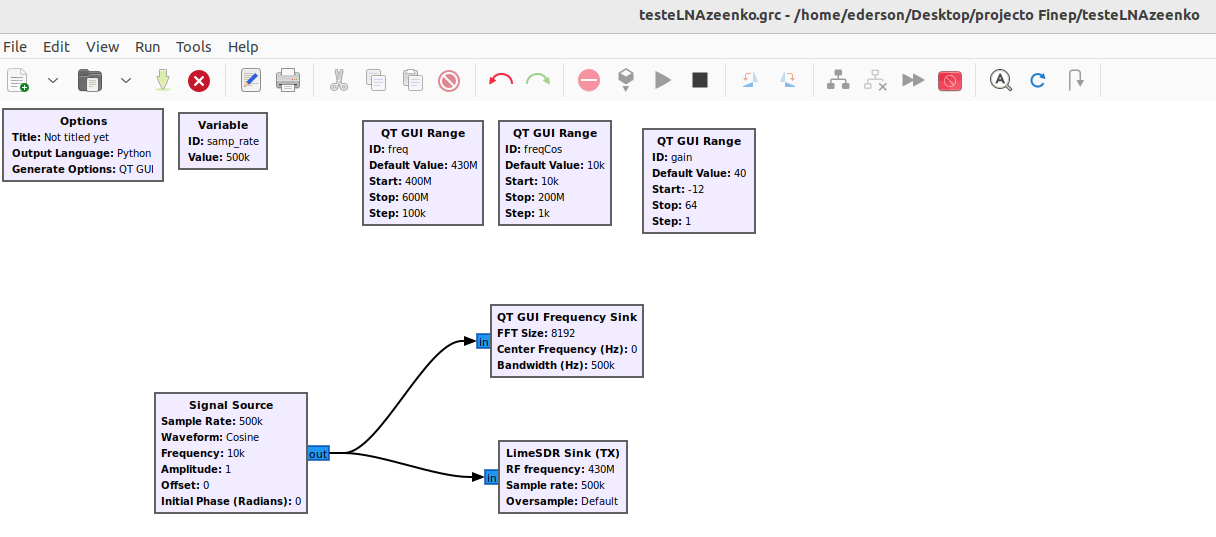 testeLNAzeenko.grc - /home/ederson/Desktop/projecto Finep/testeLNAzeenko
File Edit View Run Tools Help
Options
Title: Not titled yet
Output Language: Python
Generate Options: QT GUI
Variable
ID: samp_rate
Value: 500k
QT GUI Range
ID: freq
Default Value: 430M
Start: 400M
Stop: 600M
Step: 100k
QT GUI Range
ID: freqCos
Default Value: 10k
Start: 10k
Stop: 200M
Step: 1k
QT GUI Range
ID: gain
Default Value: 40
Start: -12
Stop: 64
Step: 1
QT GUI Frequency Sink
FFT Size: 8192
Center Frequency (Hz): 0
Bandwidth (Hz): 500k
in
Signal Source
Sample Rate: 500k
Waveform: Cosine
Frequency: 10k
Amplitude: 1
Offset: 0
Initial Phase (Radians): 0
out
LimeSDR Sink (TX)
RF frequency: 430M
Sample rate: 500k
Oversample: Default
in